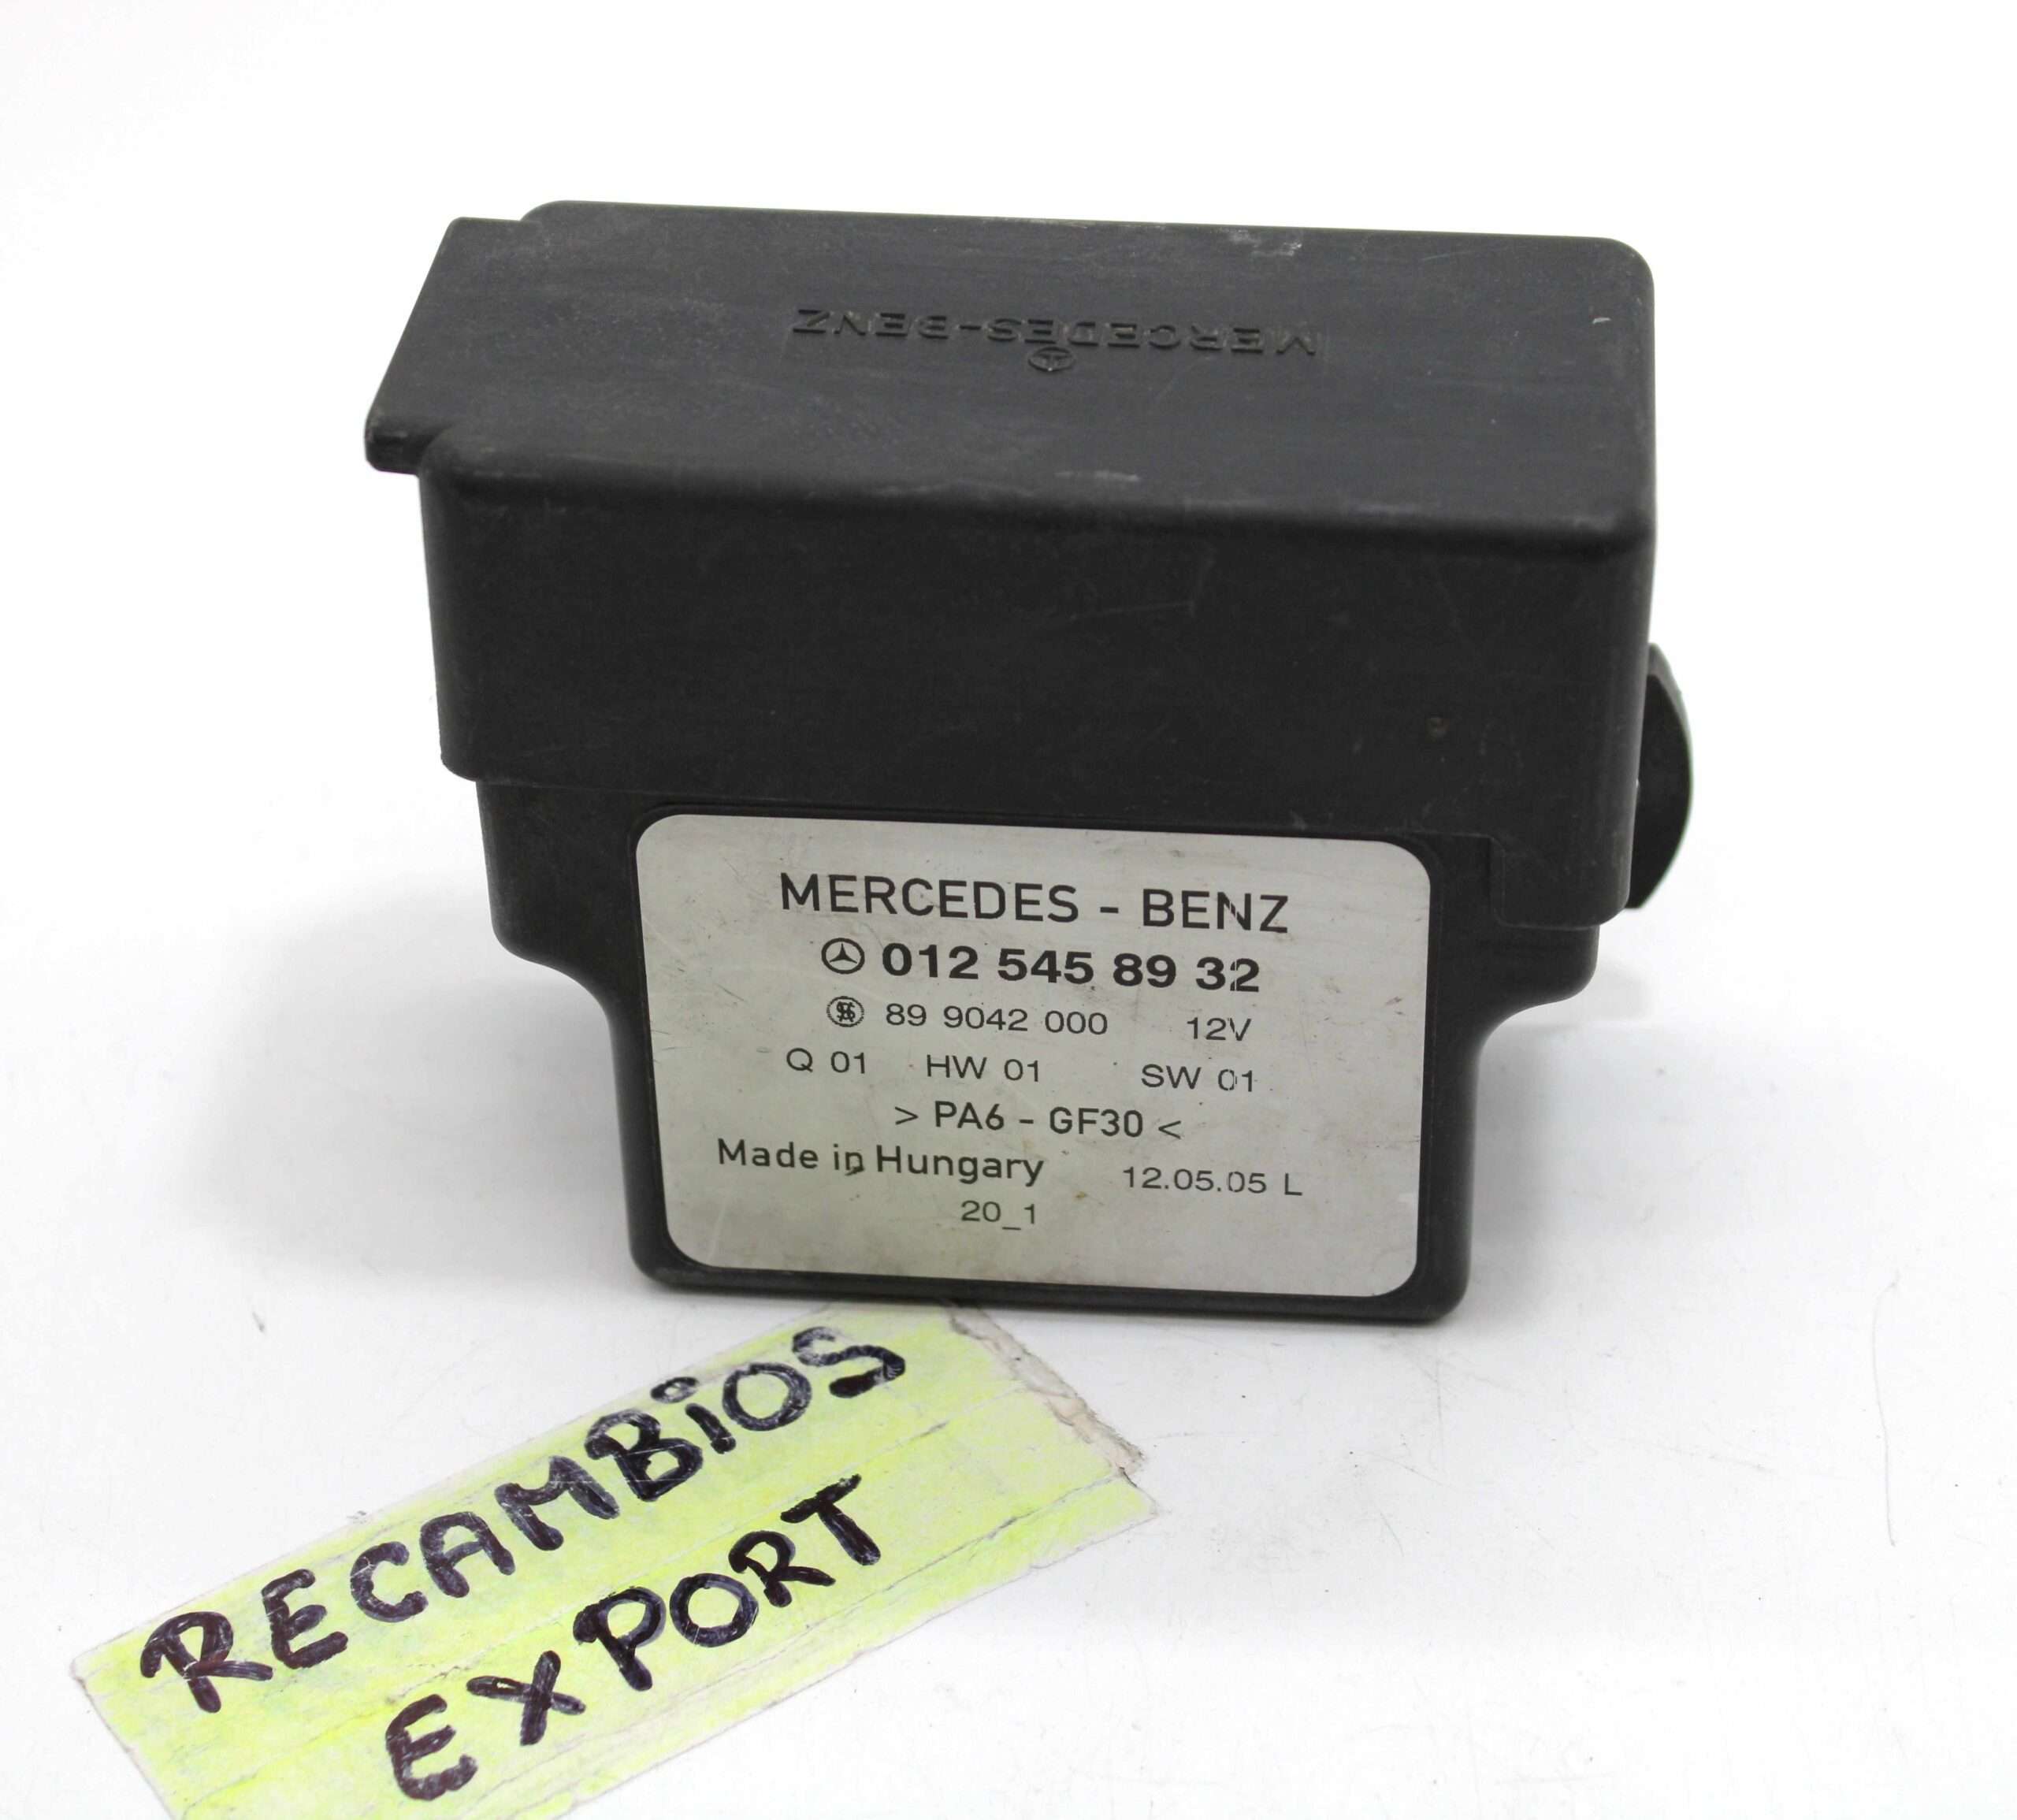 MERCEDES-BENZ
MERCEDES - BENZ
012 545 89 32
89 9042 000 12V
Q 01 HW 01 SW 01
> PA6 - GF30 <
Made in Hungary 12.05.05 L
20_1
RECAMBiOS
EXPORT